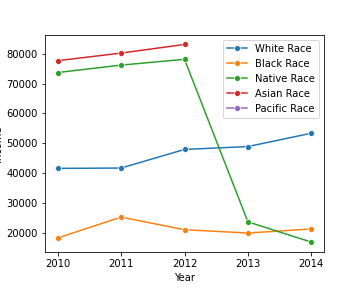 80000
70000
60000
50000
40000
30000
20000
2010
2011
2012
2013
2014
Year
White Race
Black Race
Native Race
Asian Race
Pacific Race